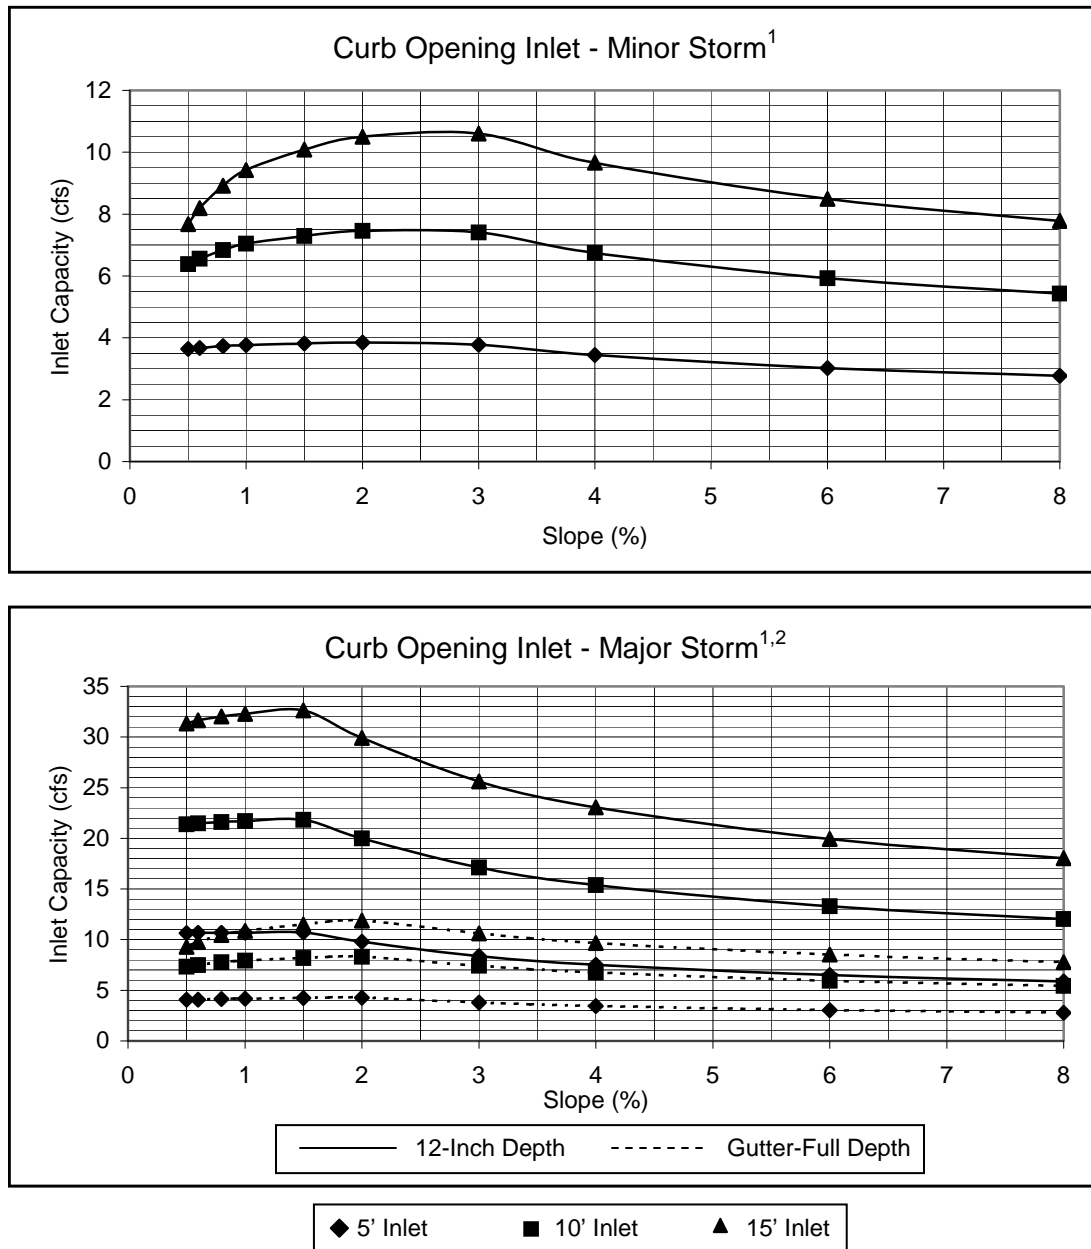 Curb Opening Inlet - Minor Storm1
12
10
8
6
4
2
0
Inlet Capacity (cfs)
0 1 2 3 4 5 6 7 8
Slope (%)
Curb Opening Inlet - Major Storm1,2
35
30
25
20
15
10
5
0
Inlet Capacity (cfs)
0 1 2 3 4 5 6 7 8
Slope (%)
12-Inch Depth Gutter-Full Depth
5' Inlet 10' Inlet 15' Inlet